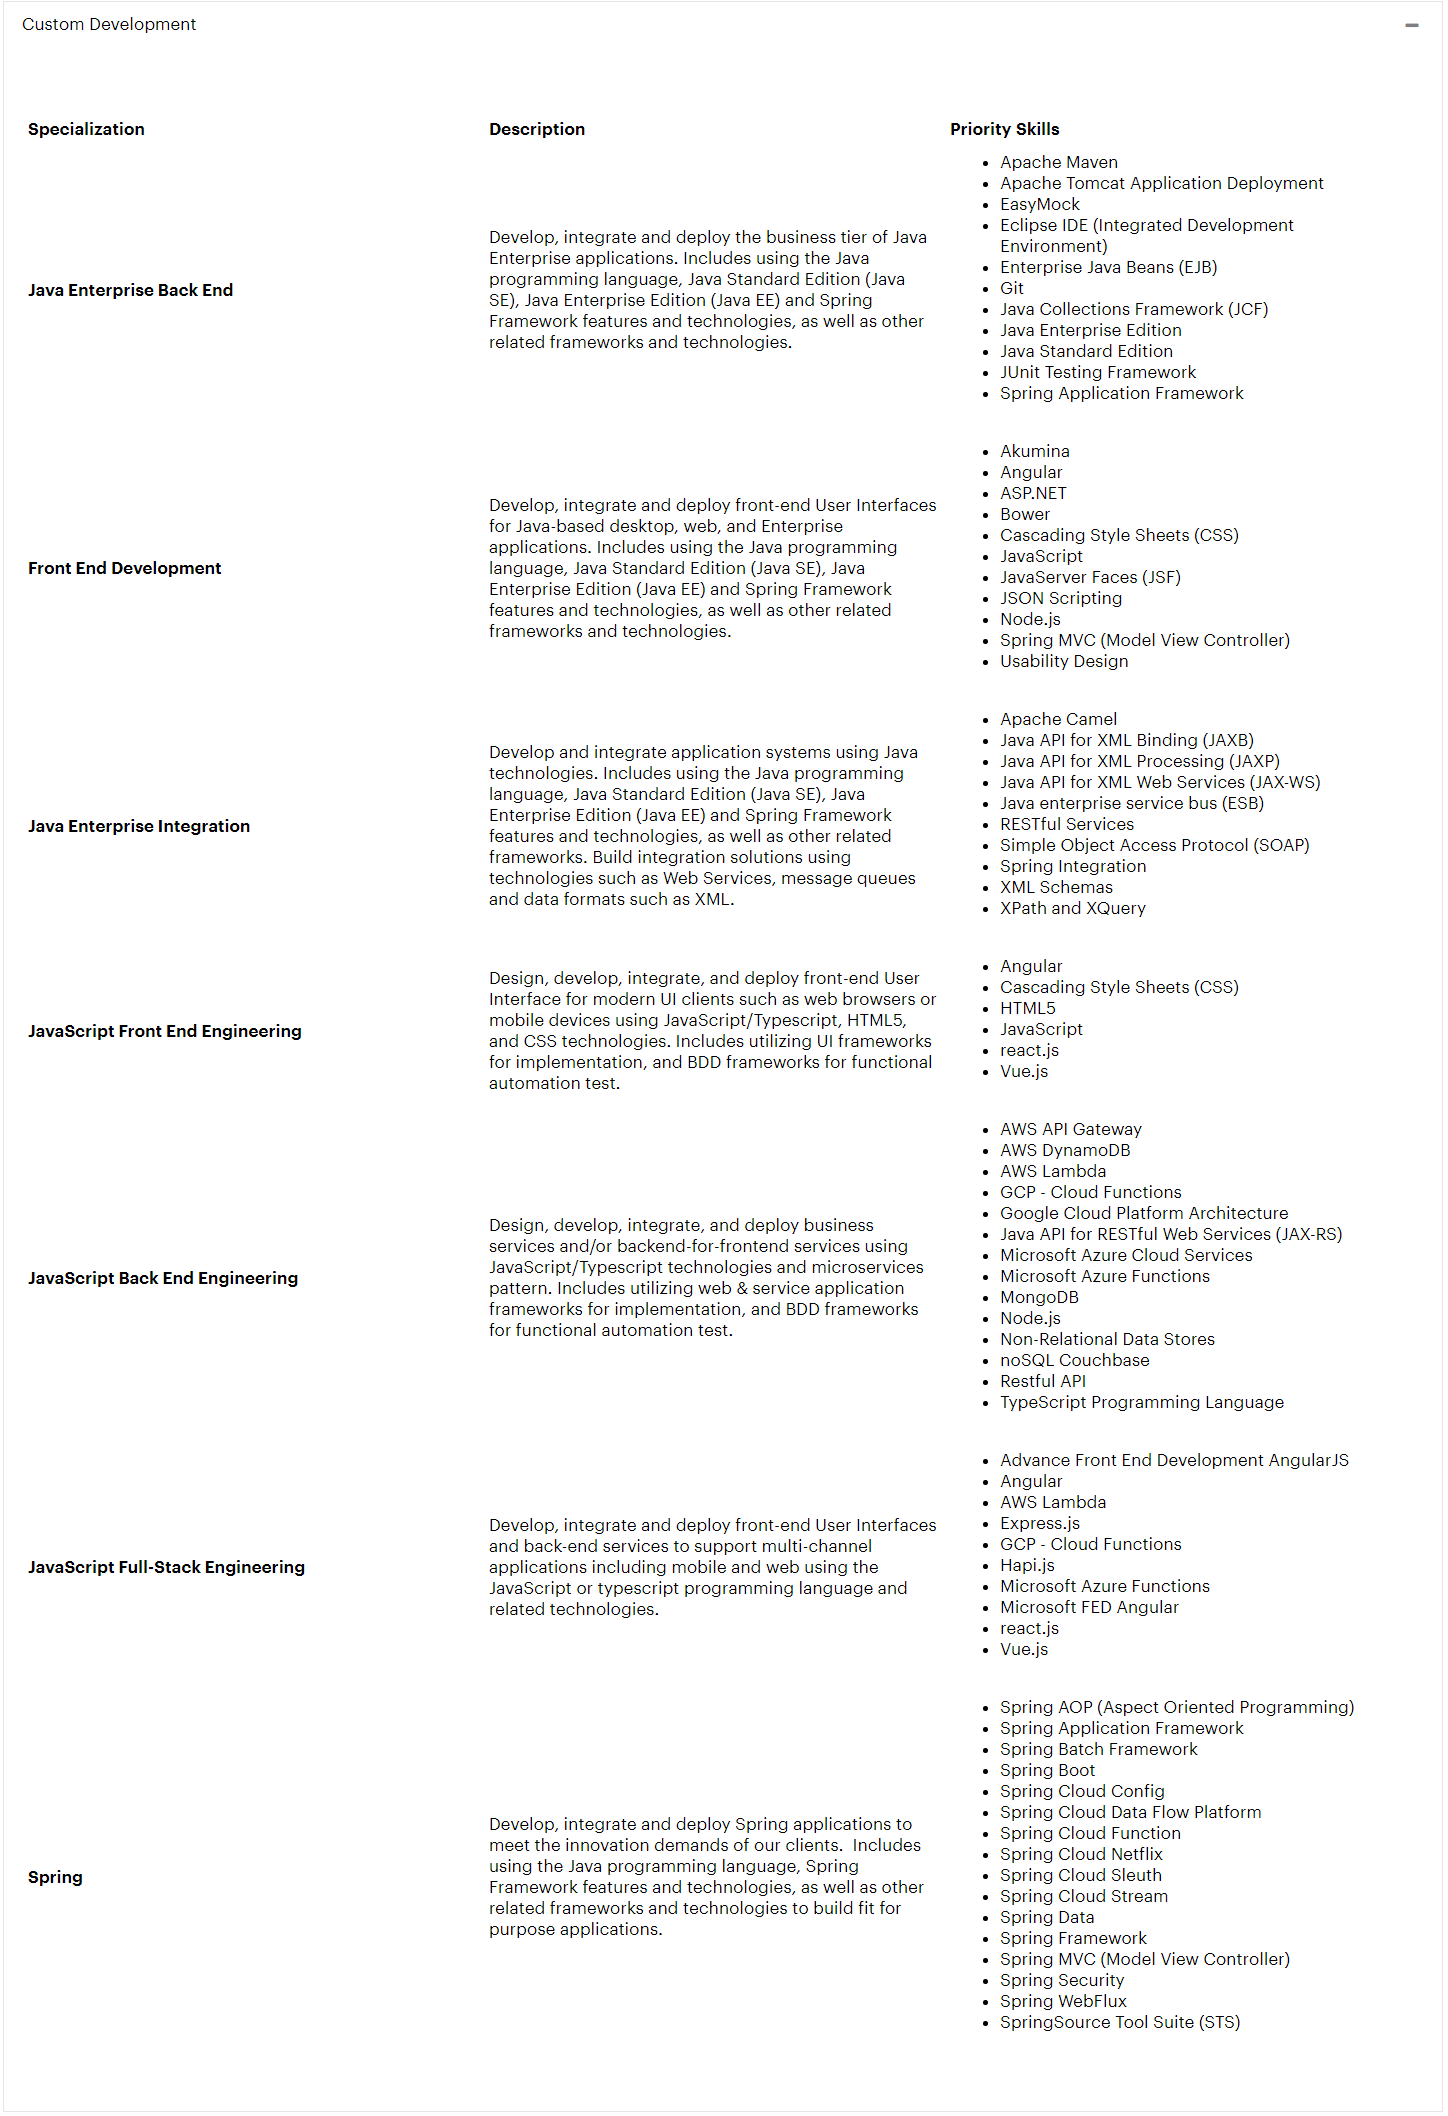 Custom Development
Specialization
Description
Priority Skills
Java Enterprise Back End
Develop, integrate and deploy the business tier of Java
Enterprise applications. Includes using the Java
programming language, Java Standard Edition (Java
SE), Java Enterprise Edition (Java EE) and Spring
Framework features and technologies, as well as other
related frameworks and technologies.
• Apache Maven
• Apache Tomcat Application Deployment
• EasyMock
• Eclipse IDE (Integrated Development
Environment)
• Enterprise Java Beans (EJB)
• Git
• Java Collections Framework (JCF)
• Java Enterprise Edition
• Java Standard Edition
• JUnit Testing Framework
• Spring Application Framework
Front End Development
Develop, integrate and deploy front-end User Interfaces
for Java-based desktop, web, and Enterprise
applications. Includes using the Java programming
language, Java Standard Edition (Java SE), Java
Enterprise Edition (Java EE) and Spring Framework
features and technologies, as well as other related
frameworks and technologies.
• Akumina
• Angular
• ASP.NET
• Bower
• Cascading Style Sheets (CSS)
• JavaScript
• JavaServer Faces (JSF)
• JSON Scripting
• Node.js
• Spring MVC (Model View Controller)
• Usability Design
Java Enterprise Integration
Develop and integrate application systems using Java
technologies. Includes using the Java programming
language, Java Standard Edition (Java SE), Java
Enterprise Edition (Java EE) and Spring Framework
features and technologies, as well as other related
frameworks. Build integration solutions using
technologies such as Web Services, message queues
and data formats such as XML.
• Apache Camel
• Java API for XML Binding (JAXB)
• Java API for XML Processing (JAXP)
• Java API for XML Web Services (JAX-WS)
• Java enterprise service bus (ESB)
• RESTful Services
• Simple Object Access Protocol (SOAP)
• Spring Integration
• XML Schemas
• XPath and XQuery
JavaScript Front End Engineering
Design, develop, integrate, and deploy front-end User
Interface for modern UI clients such as web browsers or
mobile devices using JavaScript/Typescript, HTML5,
and CSS technologies. Includes utilizing UI frameworks
for implementation, and BDD frameworks for functional
automation test.
• Angular
• Cascading Style Sheets (CSS)
• HTML5
• JavaScript
• react.js
• Vue.js
JavaScript Back End Engineering
Design, develop, integrate, and deploy business
services and/or backend-for-frontend services using
JavaScript/Typescript technologies and microservices
pattern. Includes utilizing web & service application
frameworks for implementation, and BDD frameworks
for functional automation test.
• AWS API Gateway
• AWS DynamoDB
• AWS Lambda
• GCP - Cloud Functions
• Google Cloud Platform Architecture
• Java API for RESTful Web Services (JAX-RS)
• Microsoft Azure Cloud Services
• Microsoft Azure Functions
• MongoDB
• Node.js
• Non-Relational Data Stores
• noSQL Couchbase
• Restful API
• TypeScript Programming Language
JavaScript Full-Stack Engineering
Develop, integrate and deploy front-end User Interfaces
and back-end services to support multi-channel
applications including mobile and web using the
JavaScript or typescript programming language and
related technologies.
• Advance Front End Development AngularJS
• Angular
• AWS Lambda
• Express.js
• GCP - Cloud Functions
• Hapi.js
• Microsoft Azure Functions
• Microsoft FED Angular
• react.js
• Vue.js
Spring
Develop, integrate and deploy Spring applications to
meet the innovation demands of our clients.  Includes
using the Java programming language, Spring
Framework features and technologies, as well as other
related frameworks and technologies to build fit for
purpose applications.
• Spring AOP (Aspect Oriented Programming)
• Spring Application Framework
• Spring Batch Framework
• Spring Boot
• Spring Cloud Config
• Spring Cloud Data Flow Platform
• Spring Cloud Function
• Spring Cloud Netflix
• Spring Cloud Sleuth
• Spring Cloud Stream
• Spring Data
• Spring Framework
• Spring MVC (Model View Controller)
• Spring Security
• Spring WebFlux
• SpringSource Tool Suite (STS)